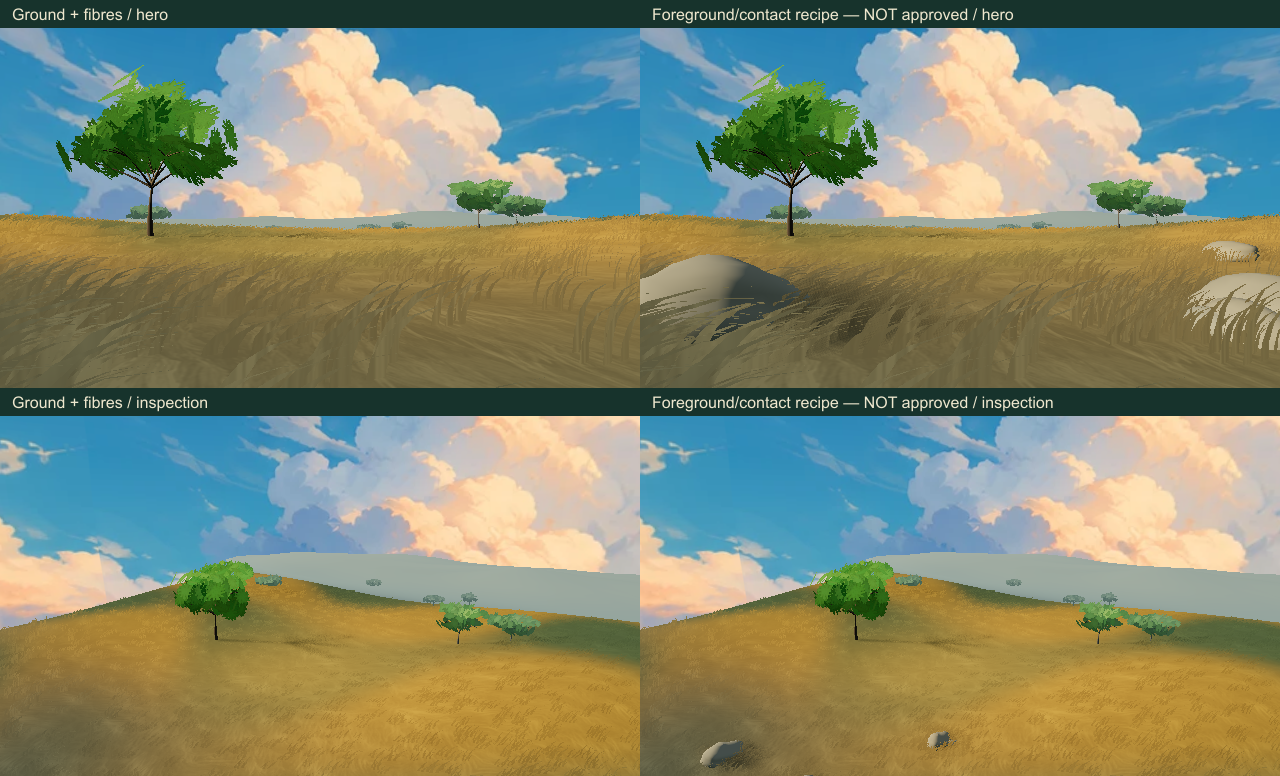 Ground + fibres / hero
Foreground/contact recipe — NOT approved / hero
Ground + fibres / inspection
Foreground/contact recipe — NOT approved / inspection